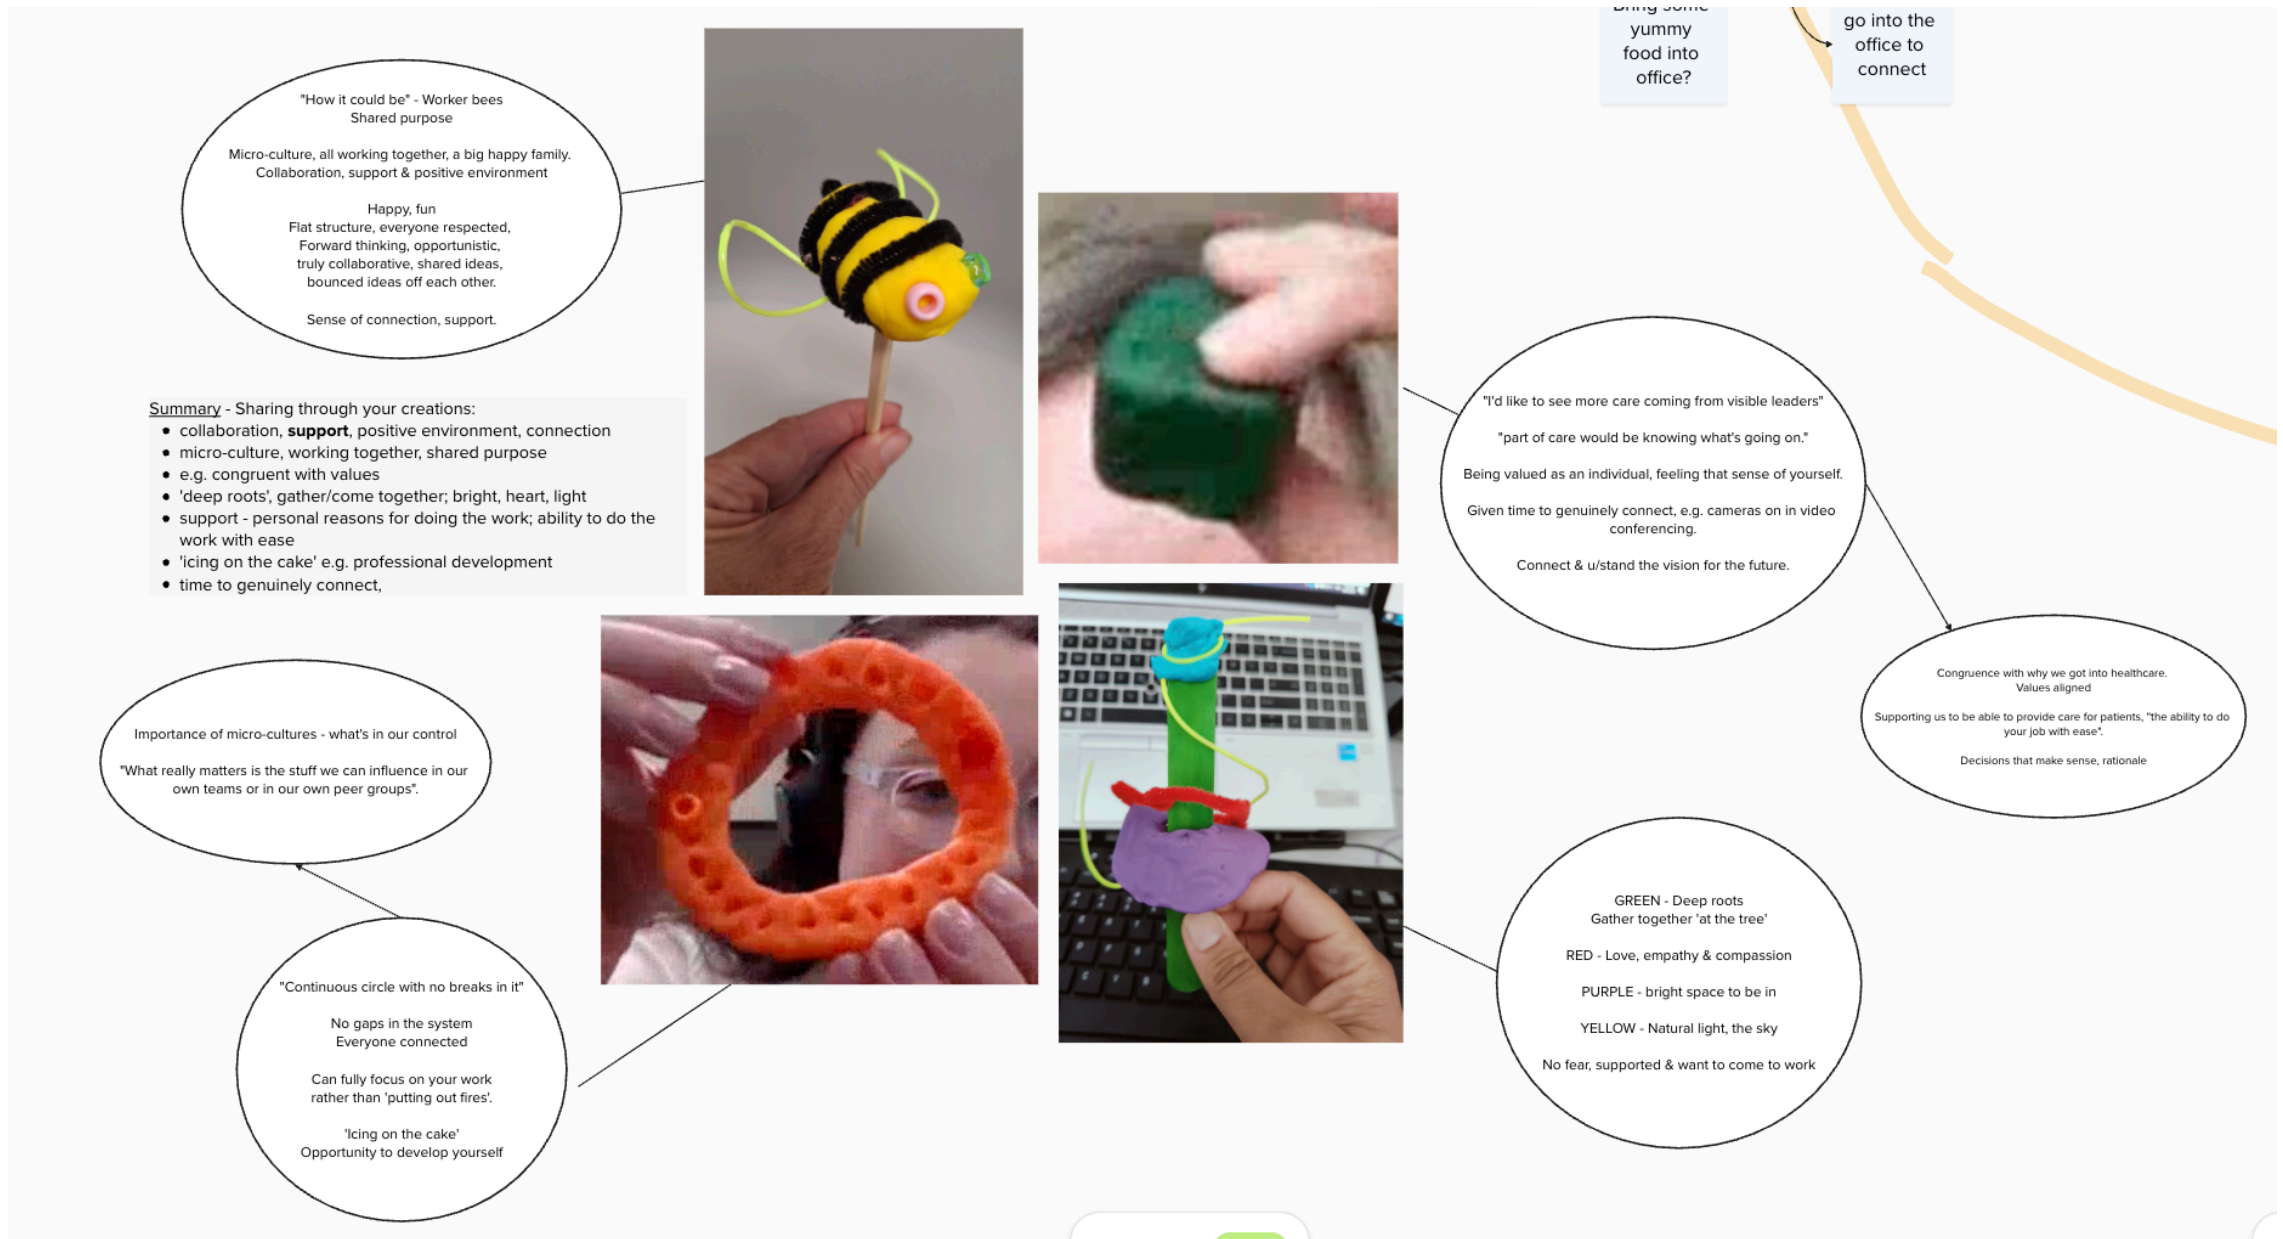 Bring some
yummy
food into
office?
go into the
office to
connect
"How it could be" - Worker bees
Shared purpose
Micro-culture, all working together, a big happy family.
Collaboration, support & positive environment
Happy, fun
Flat structure, everyone respected,
Forward thinking, opportunistic,
truly collaborative, shared ideas,
bounced ideas off each other.
Sense of connection, support.
Summary - Sharing through your creations:
collaboration, support, positive environment, connection
micro-culture, working together, shared purpose
e.g. congruent with values
'deep roots', gather/come together; bright, heart, light
support - personal reasons for doing the work; ability to do the
work with ease
'icing on the cake' e.g. professional development
time to genuinely connect,
"I'd like to see more care coming from visible leaders"
"part of care would be knowing what's going on."
Being valued as an individual, feeling that sense of yourself.
Given time to genuinely connect, e.g. cameras on in video
conferencing.
Connect & u/stand the vision for the future.
Congruence with why we got into healthcare.
Values aligned
Supporting us to be able to provide care for patients, "the ability to do
your job with ease".
Decisions that make sense, rationale
Importance of micro-cultures - what's in our control
"What really matters is the stuff we can influence in our
own teams or in our own peer groups".
"Continuous circle with no breaks in it"
No gaps in the system
Everyone connected
Can fully focus on your work
rather than 'putting out fires'.
'Icing on the cake'
Opportunity to develop yourself
GREEN - Deep roots
Gather together 'at the tree'
RED - Love, empathy & compassion
PURPLE - bright space to be in
YELLOW - Natural light, the sky
No fear, supported & want to come to work